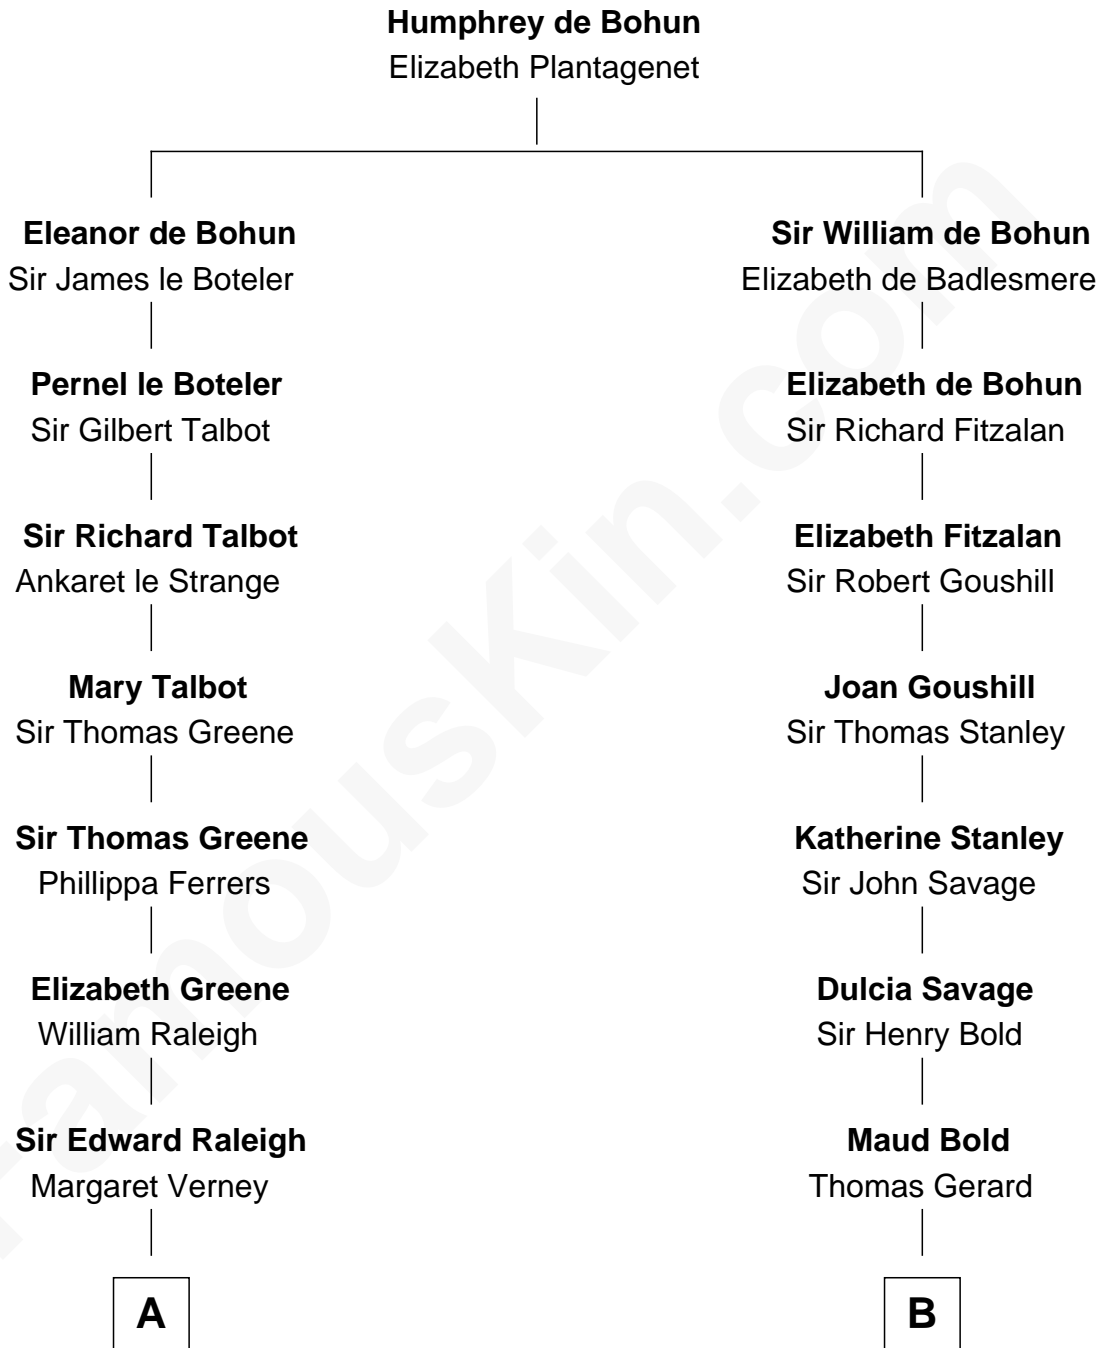 Humphrey de Bohun
Elizabeth Plantagenet
Eleanor de Bohun
Sir James le Boteler
Pernel le Boteler
Sir Gilbert Talbot
Sir Richard Talbot
Ankaret le Strange
Mary Talbot
Sir Thomas Greene
Sir Thomas Greene
Phillippa Ferrers
Elizabeth Greene
William Raleigh
Sir Edward Raleigh
Margaret Verney
A
Sir William de Bohun
Elizabeth de Badlesmere
Elizabeth de Bohun
Sir Richard Fitzalan
Elizabeth Fitzalan
Sir Robert Goushill
Joan Goushill
Sir Thomas Stanley
Katherine Stanley
Sir John Savage
Dulcia Savage
Sir Henry Bold
Maud Bold
Thomas Gerard
B
FamousKin.com